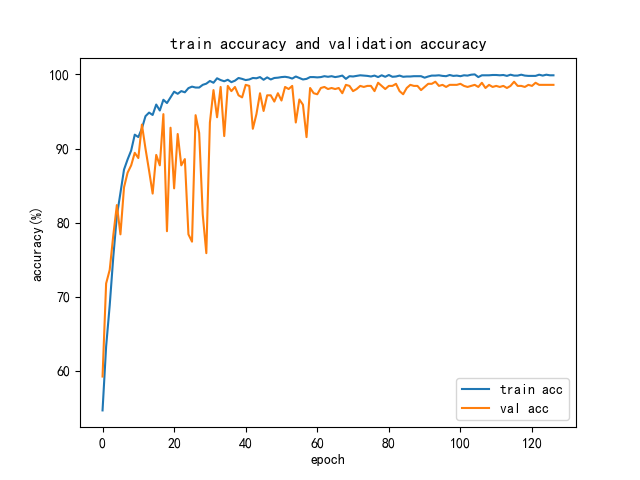 train accuracy and validation accuracy
100
90
80
70
60
accuracy(%)
0 20 40 60 80 100 120
epoch
train acc
val acc